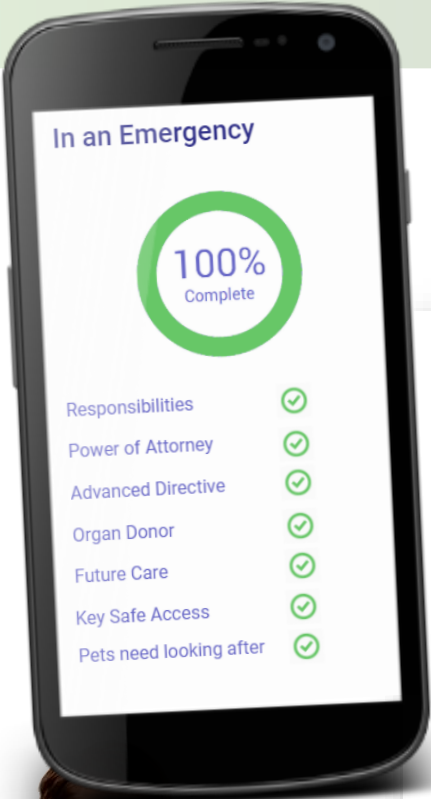 In an Emergency
100%
Complete
Responsibilities
Power of Attorney
Advanced Directive
Organ Donor
Future Care
Key Safe Access
Pets need looking after